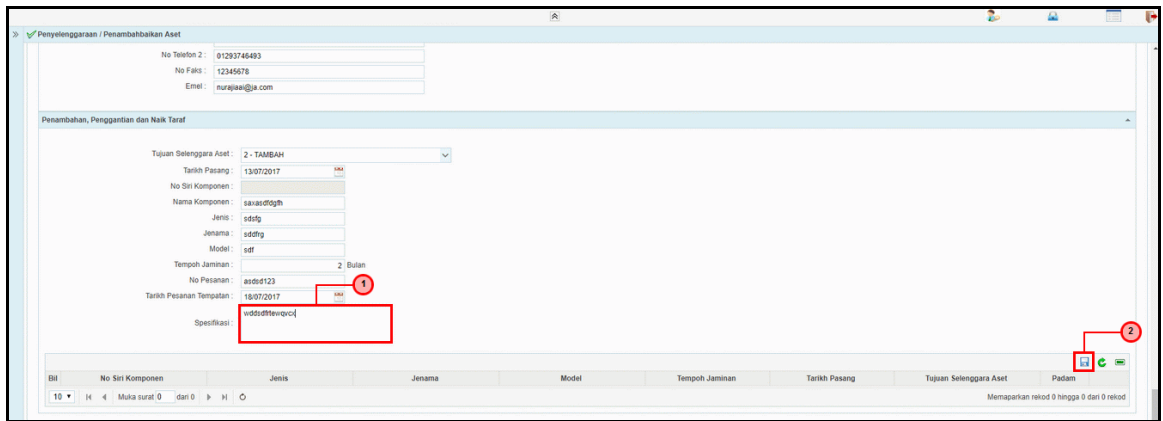 Penyelenggaraan / Penambahbaikan Aset
No Telefon 2 : 01293746493
No Faks : 12345678
Emel : nurajiaai@ja.com
Penambahan, Penggantian dan Naik Taraf
Tujuan Selenggara Aset : 2 - TAMBAH
Tarikh Pasang : 13/07/2017
No Siri Komponen :
Nama Komponen : saxasdfdgfh
Jenis : sdsfg
Jenama : sddfrg
Model : sdf
Tempoh Jaminan : 2 Bulan
No Pesanan : asdsd123
1
Tarikh Pesanan Tempatan : 18/07/2017
Spesifikasi : wddsdfrtewqvcx
2
Bil No Siri Komponen Jenis Jenama Model Tempoh Jaminan Tarikh Pasang Tujuan Selenggara Aset Padam
10 Muka surat 0 dari 0 Memaparkan rekod 0 hingga 0 dari 0 rekod